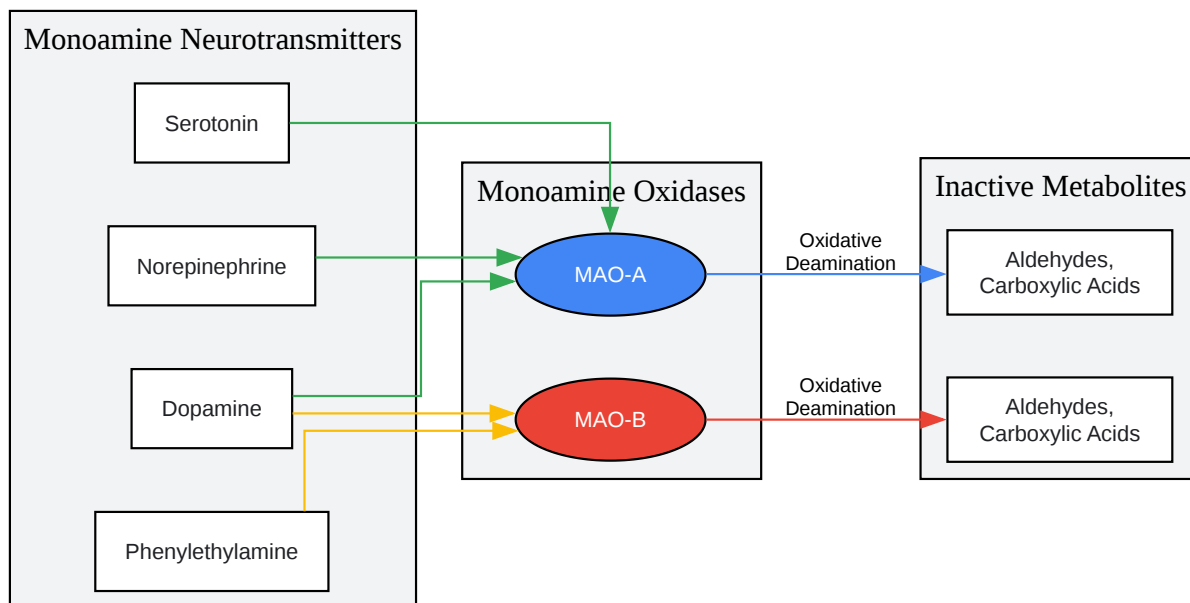 Monoamine Neurotransmitters
Serotonin
Norepinephrine
Dopamine
Phenylethylamine
Monoamine Oxidases
MAO-A
MAO-B
Oxidative
Deamination
Oxidative
Deamination
Inactive Metabolites
Aldehydes,
Carboxylic Acids
Aldehydes,
Carboxylic Acids